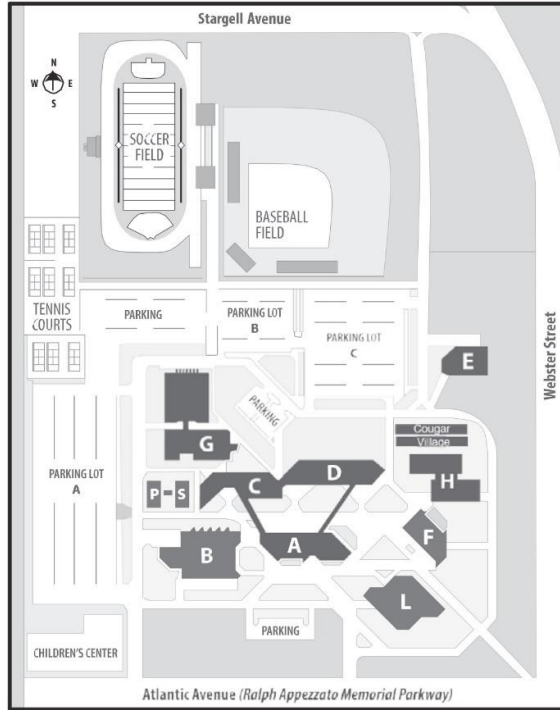 Stargell Avenue
N
W E
S
SOCCER
FIELD
BASEBALL
FIELD
TENNIS
COURTS
PARKING
PARKING LOT
B
PARKING LOT
C
E
Webster Street
PARKING
Cougar
Village
G
D
H
PARKING LOT
A
P S
C
F
A
B
L
PARKING
CHILDREN'S CENTER
Atlantic Avenue (Ralph Appezzato Memorial Parkway)